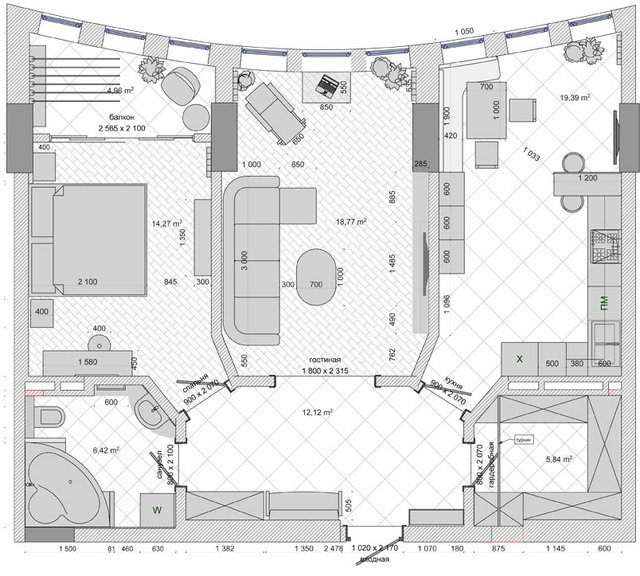 1 050
4,96 m²
балкон
2 565 x 2 100
850
550
635
650
700
1 000
19,39 m²
1 900
420
1 033
400
1 000
650
285
1 200
14,27 m²
1 350
2 100
845
300
18,77 m²
885
3 000
300
700
1 000
1 485
600
600
600
1 096
ПМ
400
400
1 580
450
550
490
762
X
500
380
600
спальня
900 x 2 070
гостиная
1 800 x 2 315
кухня
900 x 2 070
600
12,12 m²
6,42 m²
санузел
800 x 2 100
800 x 2 070
гардеробная
турник
5,84 m²
W
505
1 500
81
460
630
1 382
1 350
2 478
1 020 x 2 170
входная
1 070
180
875
1 145
600